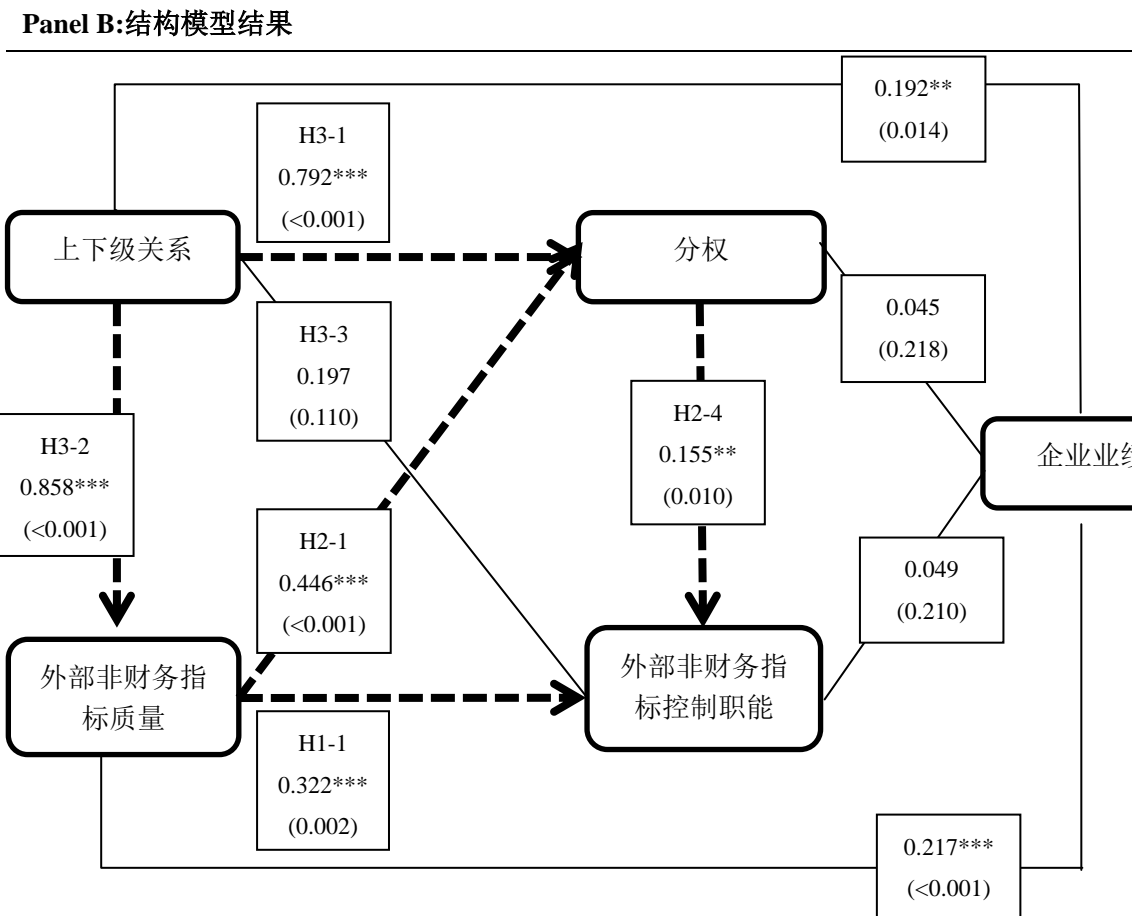 Panel B:结构模型结果
0.192**
(0.014)
H3-1
0.792***
(<0.001)
上下级关系
分权
H3-3
0.197
(0.110)
0.045
(0.218)
H3-2
0.858***
(<0.001)
H2-4
0.155**
(0.010)
企业业
H2-1
0.446***
(<0.001)
0.049
(0.210)
外部非财务指
标质量
外部非财务指
标控制职能
H1-1
0.322***
(0.002)
0.217***
(<0.001)